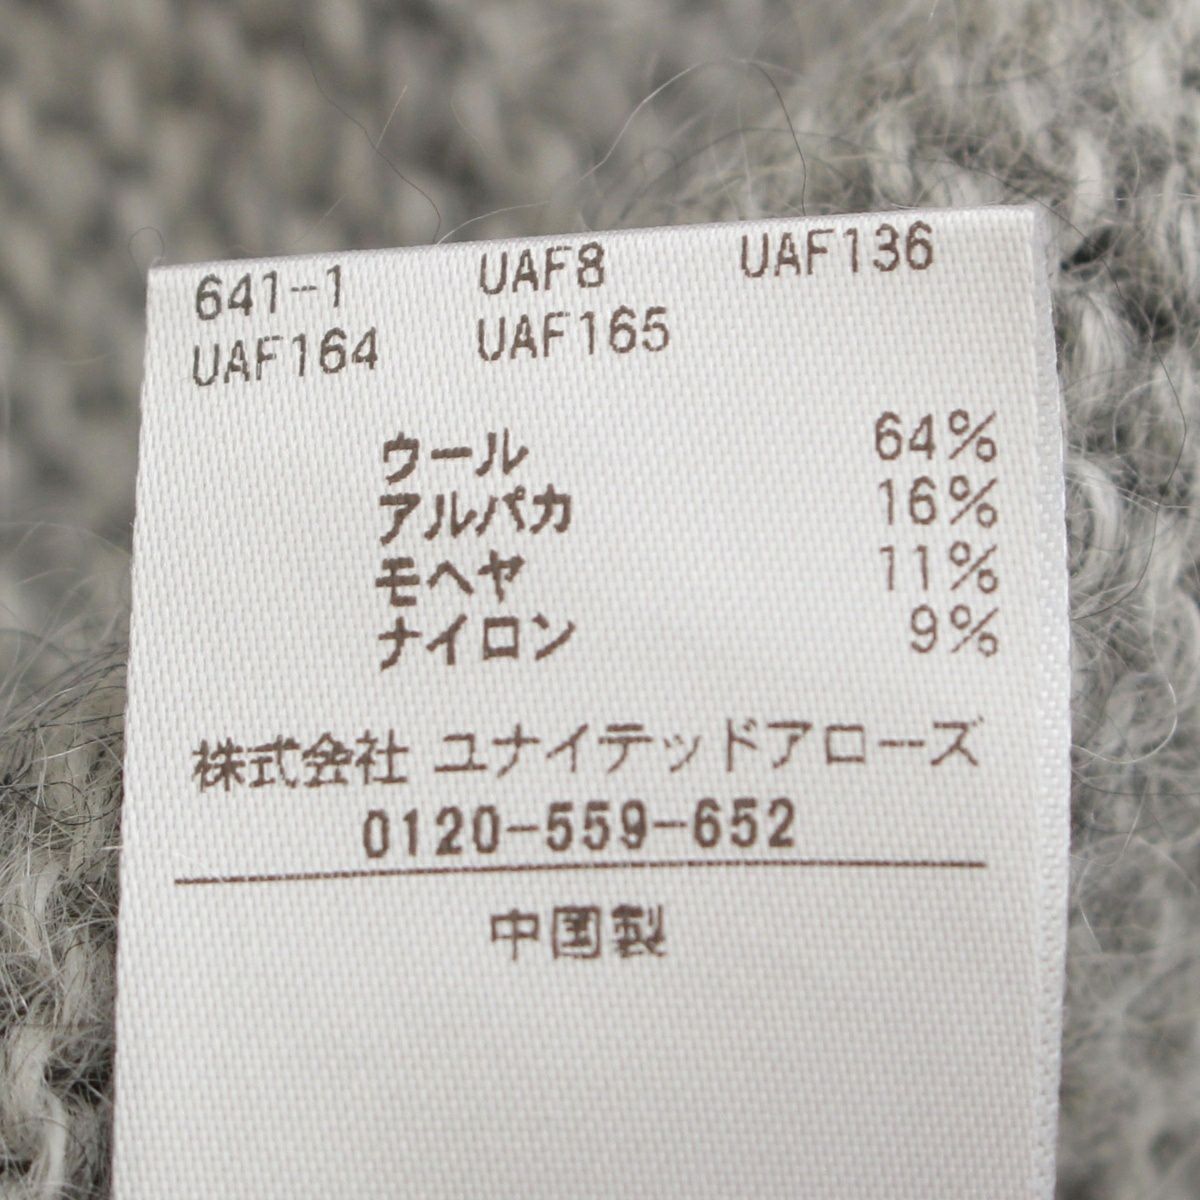 641-1 UAF8 UAF136
UAF164 UAF165
ウール 64%
アルパカ 16%
モヘヤ 11%
ナイロン 9%
株式会社 ユナイテッドアローズ
0120-559-652
中国製